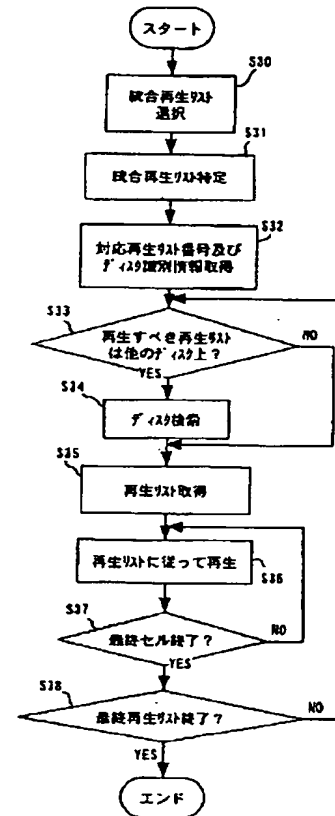 スタート
S30
統合再生リスト
選択
S31
統合再生リスト特定
S32
対応再生リスト番号及び
ディスク識別情報取得
S33
再生すべき再生リスト
は他のディスク上?
NO
YES
S34
ディスク検索
S35
再生リスト取得
再生リストに従って再生
S36
S37
最終セル終了?
NO
YES
S38
最終再生リスト終了?
NO
YES
エンド